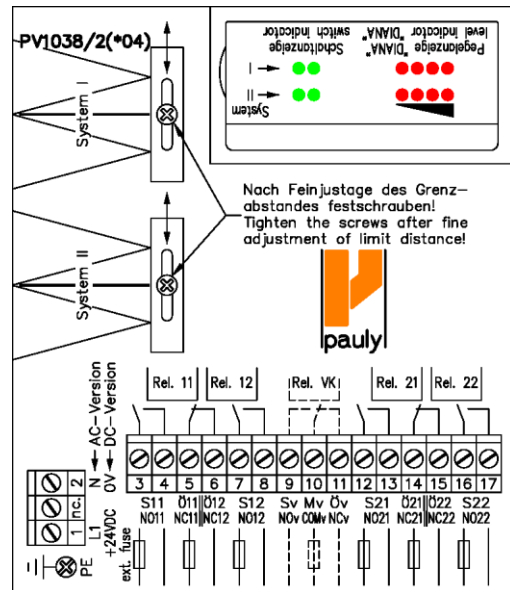 PV1038/2(*04)
System I
System II
Schaltanzeige
switch indicator
Pegelanzeige "DIANA"
level indicator "DIANA"
I
II
System
Nach Feinjustage des Grenz-
abstandes festschrauben!
Tighten the screws after fine
adjustment of limit distance!
pauly
Rel. 11
Rel. 12
Rel. VK
Rel. 21
Rel. 22
AC-Version
DC-Version
N
0V
3 4 5 6 7 8 9 10 11 12 13 14 15 16 17
S11 Ö11 Ö12 S12 Sv Mv Öv S21 Ö21 Ö22 S22
NO11 NC11 NC12 NO12 NOv COMv NCv NO21 NC21 NC22 NO22
2
nc.
1
L1
+24VDC
ext. fuse
PE